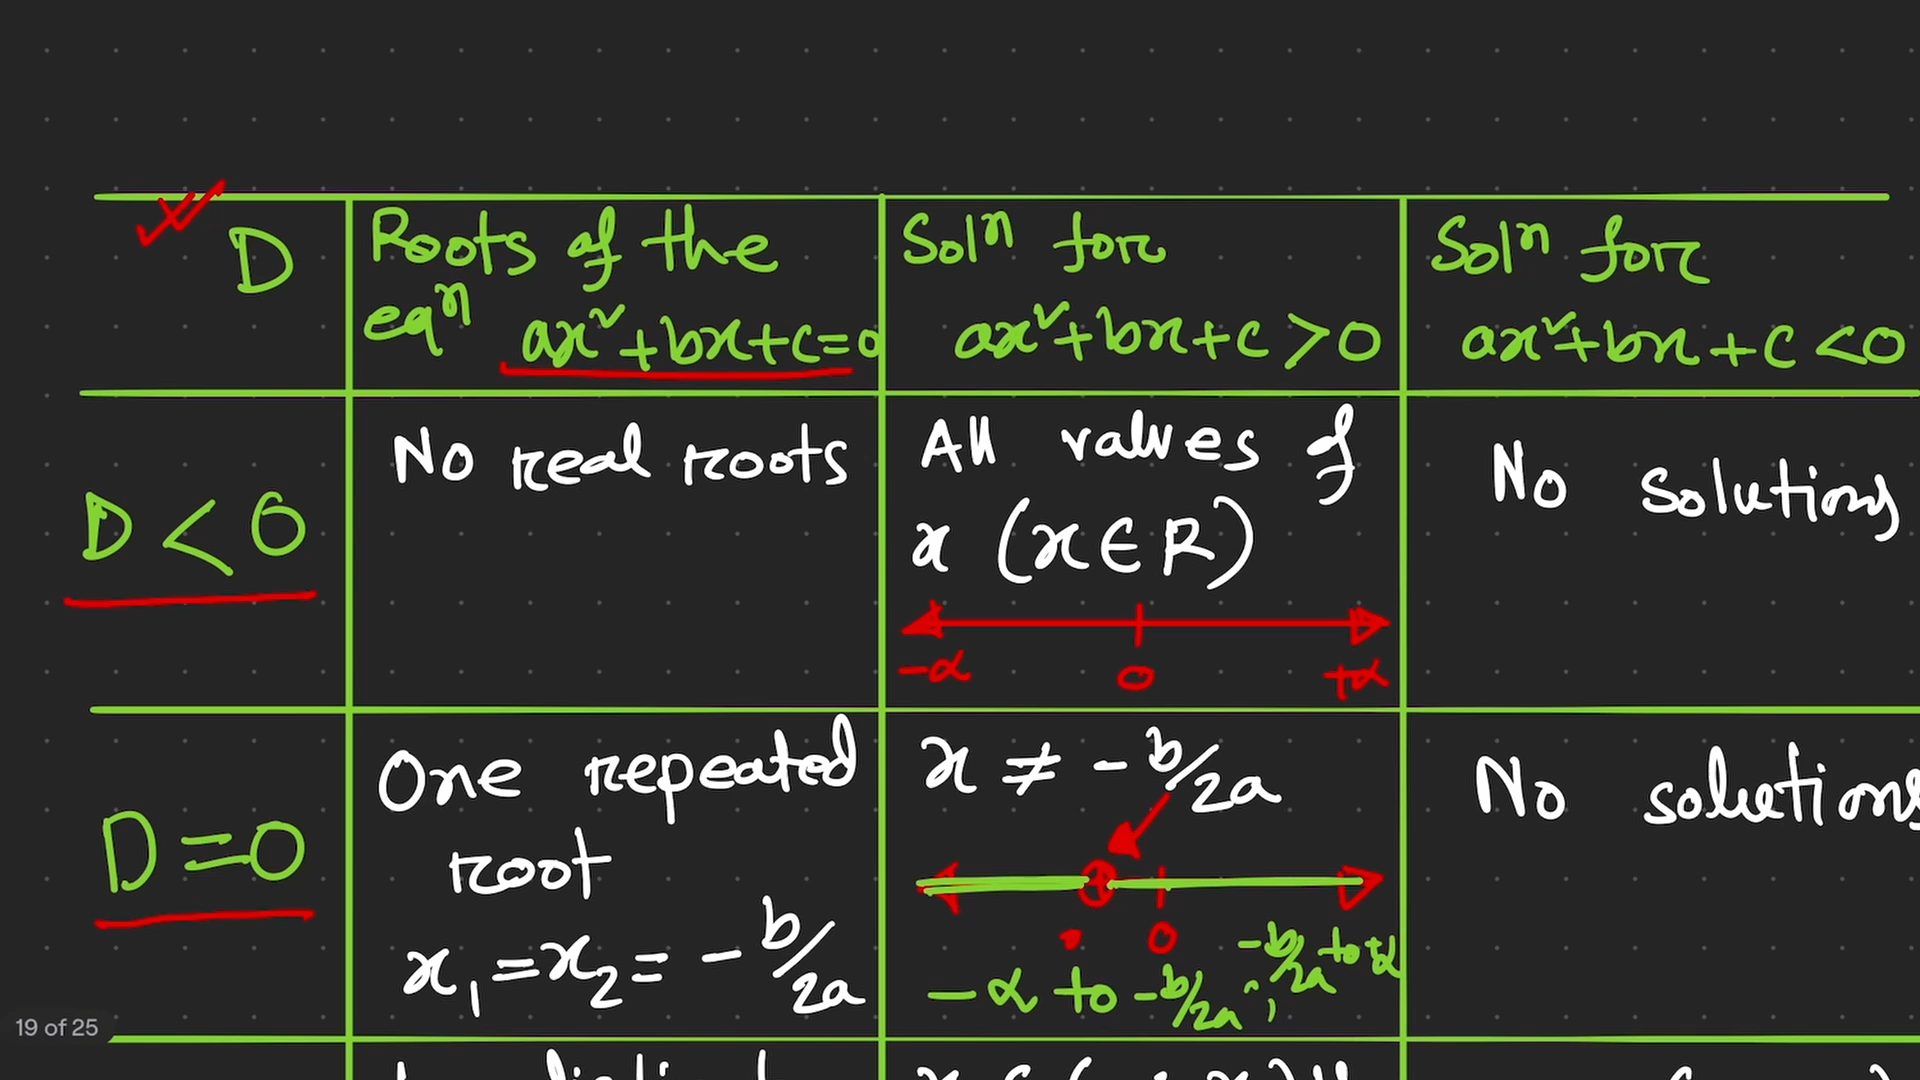 D
Roots of the
eqⁿ ax²+bx+c=0
Solⁿ for
ax²+bx+c >0
Solⁿ for
ax²+bx+c <0
D < 0
No real roots
All values of
x (x∈R)
-α 0 +α
No solutions
D=0
One repeated
root
x₁=x₂= -b/2a
x ≠ -b/2a
0
-α to -b/2a ; -b/2a to α
No solutions
19 of 25